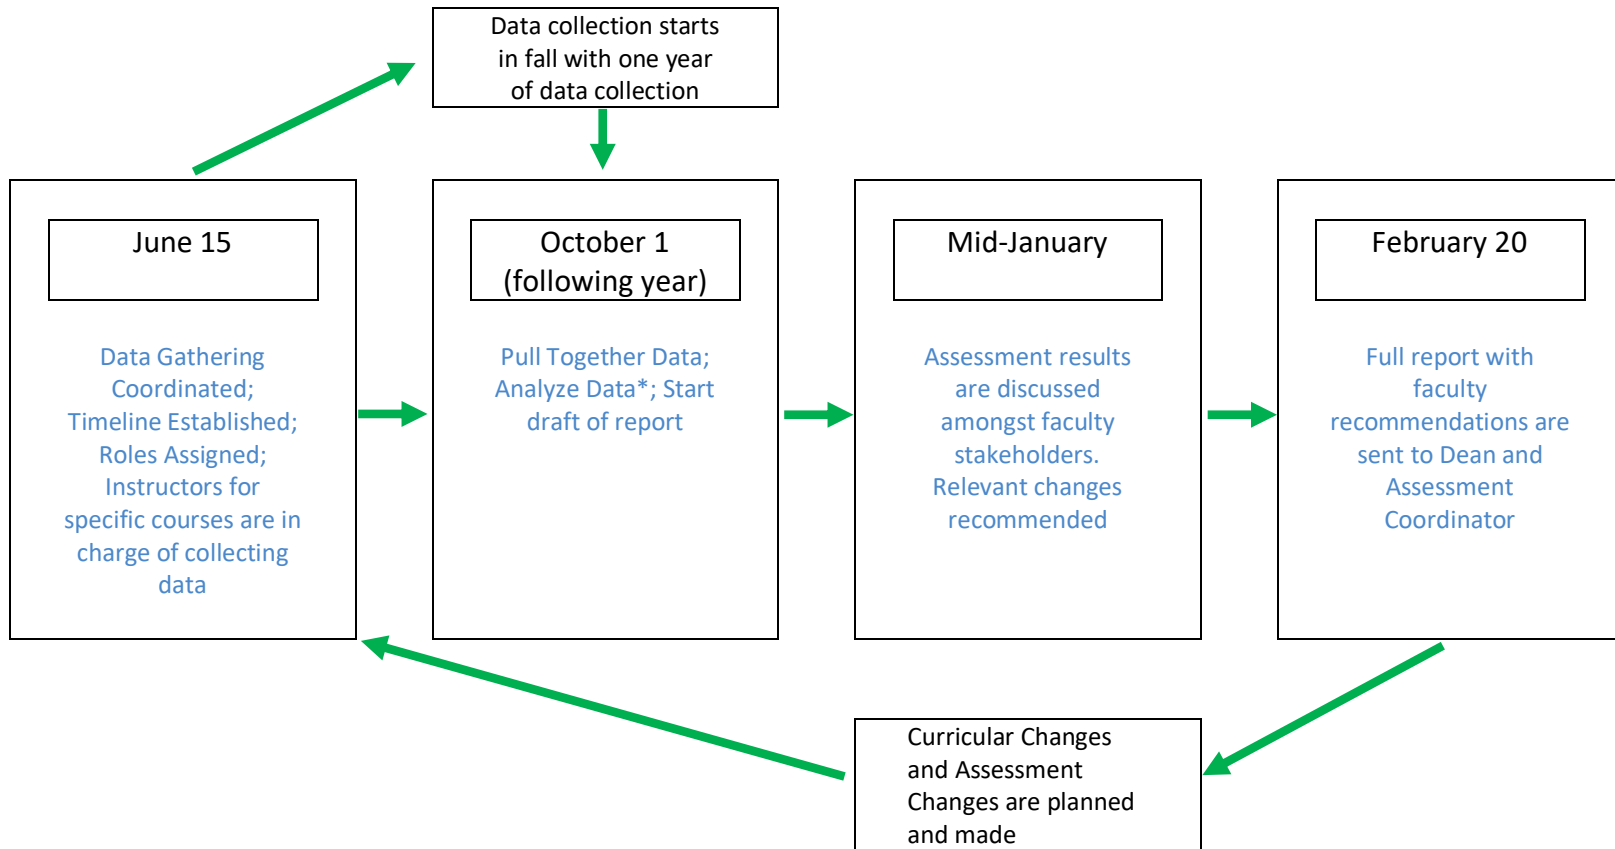 Data collection starts
in fall with one year
of data collection
June 15
Data Gathering
Coordinated;
Timeline Established;
Roles Assigned;
Instructors for
specific courses are in
charge of collecting
data
October 1
(following year)
Pull Together Data;
Analyze Data*; Start
draft of report
Mid-January
Assessment results
are discussed
amongst faculty
stakeholders.
Relevant changes
recommended
February 20
Full report with
faculty
recommendations are
sent to Dean and
Assessment
Coordinator
Curricular Changes
and Assessment
Changes are planned
and made